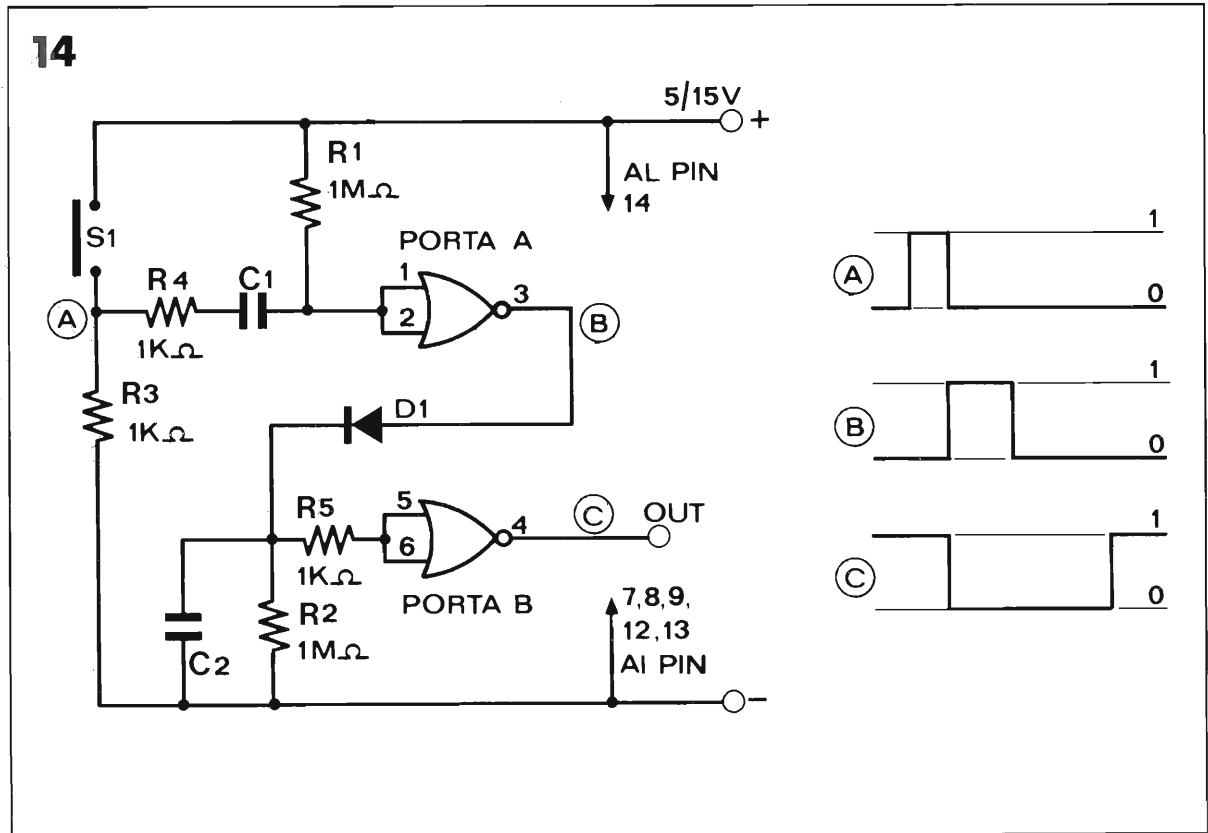 14
5/15V
+
R1
1MΩ
AL PIN
14
S1
PORTA A
R4
C1
1
2
3
A
B
1KΩ
R3
1KΩ
D1
R5
5
6
4
C
OUT
1KΩ
PORTA B
R2
1MΩ
C2
7,8,9,
12,13
AI PIN
−
A
1
0
B
1
0
C
1
0